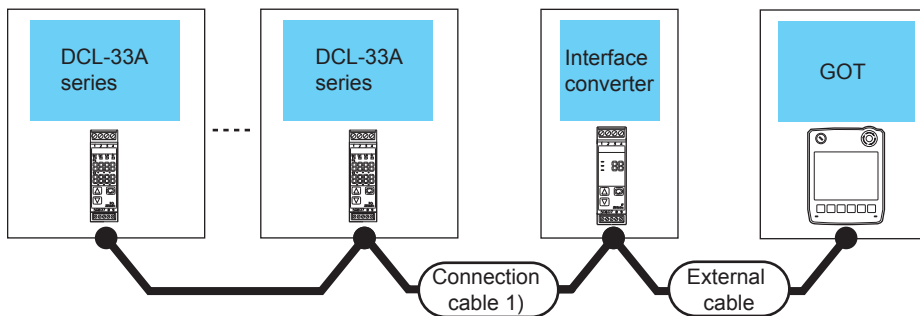 DCL-33A
series
DCL-33A
series
Interface
converter
GOT
Connection
cable 1)
External
cable